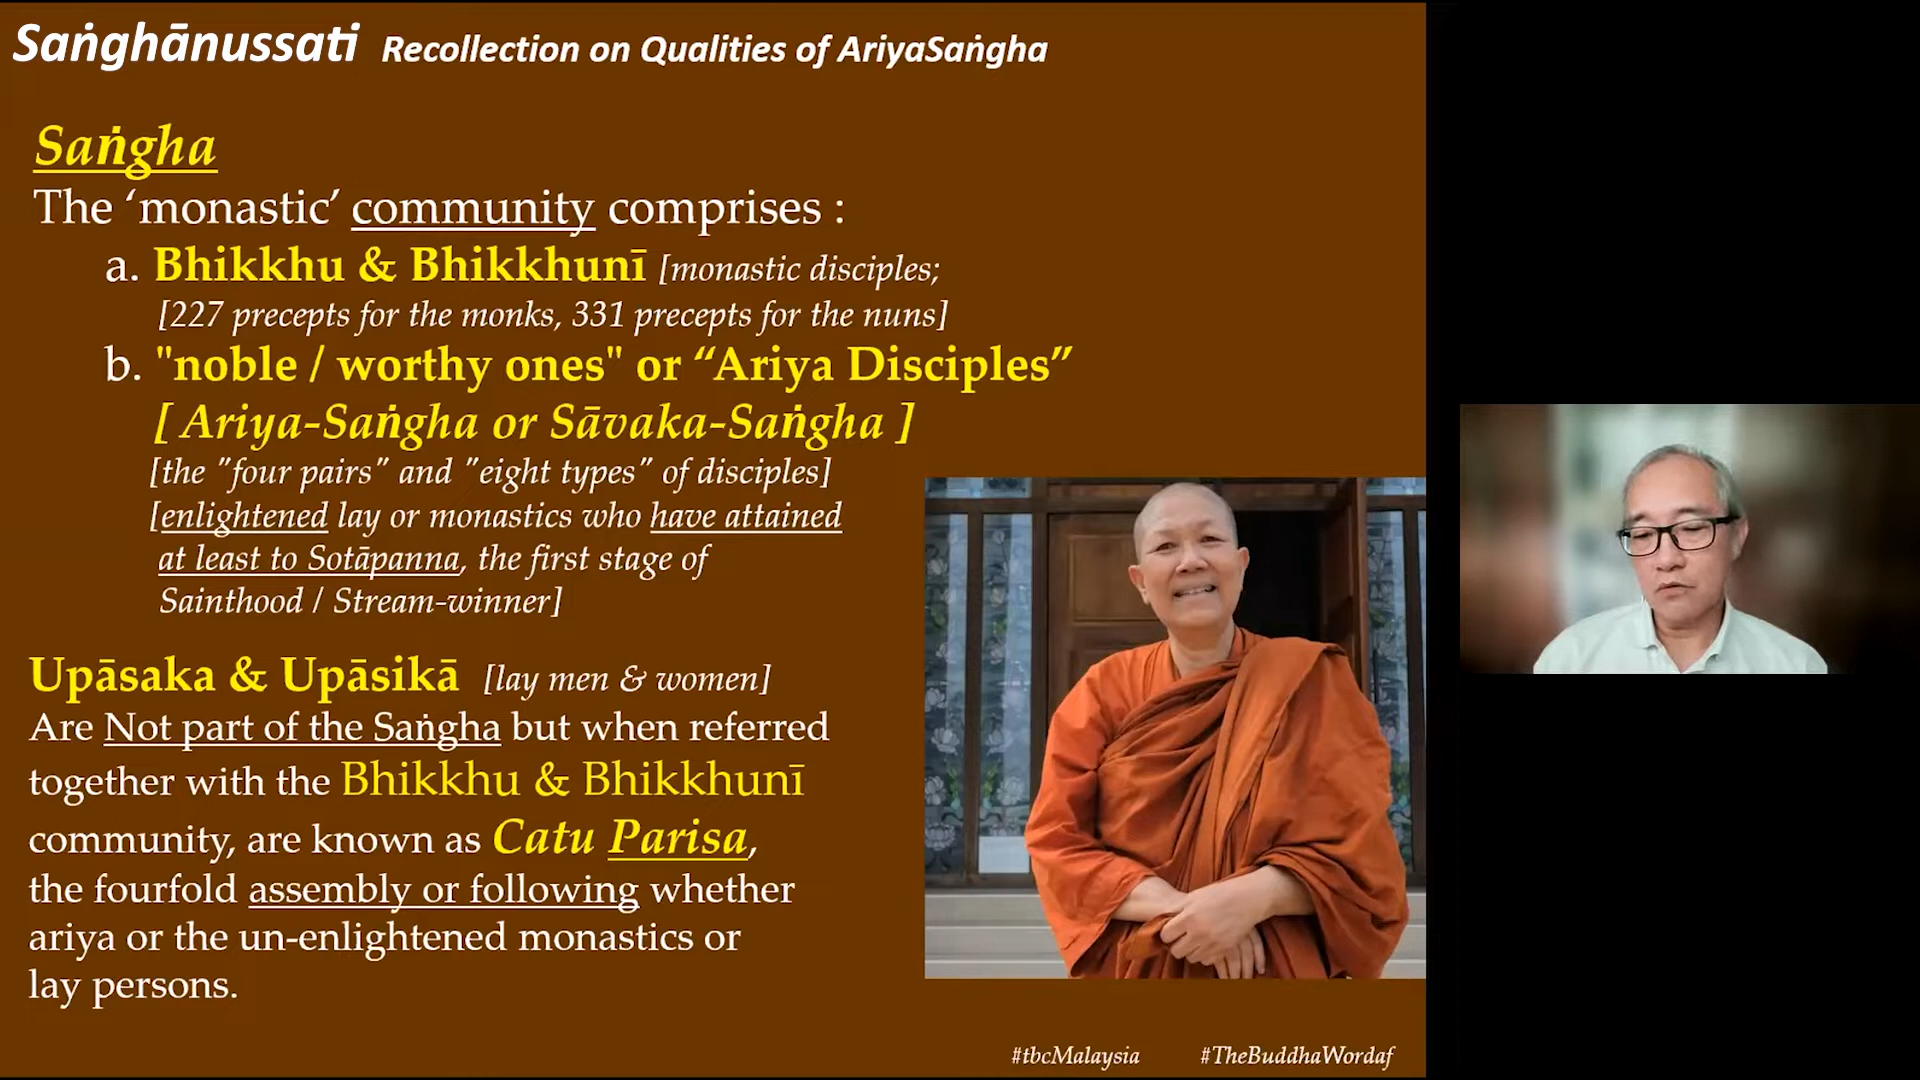 Saṅghānussati Recollection on Qualities of AriyaSaṅgha
Saṅgha
The ‘monastic’ community comprises :
a. Bhikkhu & Bhikkhunī [monastic disciples;
[227 precepts for the monks, 331 precepts for the nuns]
b. "noble / worthy ones" or “Ariya Disciples”
[ Ariya-Saṅgha or Sāvaka-Saṅgha ]
[the "four pairs" and "eight types" of disciples]
[enlightened lay or monastics who have attained
at least to Sotāpanna, the first stage of
Sainthood / Stream-winner]
Upāsaka & Upāsikā [lay men & women]
Are Not part of the Saṅgha but when referred
together with the Bhikkhu & Bhikkhunī
community, are known as Catu Parisa,
the fourfold assembly or following whether
ariya or the un-enlightened monastics or
lay persons.
#tbcMalaysia #TheBuddhaWordaf